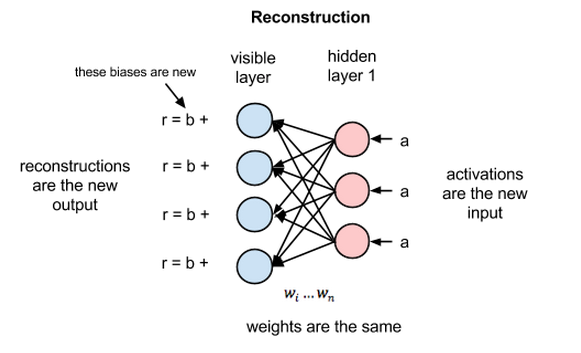 Reconstruction
visible
layer
hidden
layer 1
these biases are new
r = b +
r = b +
r = b +
r = b +
reconstructions
are the new
output
a
a
a
activations
are the new
input
wᵢ ... wₙ
weights are the same